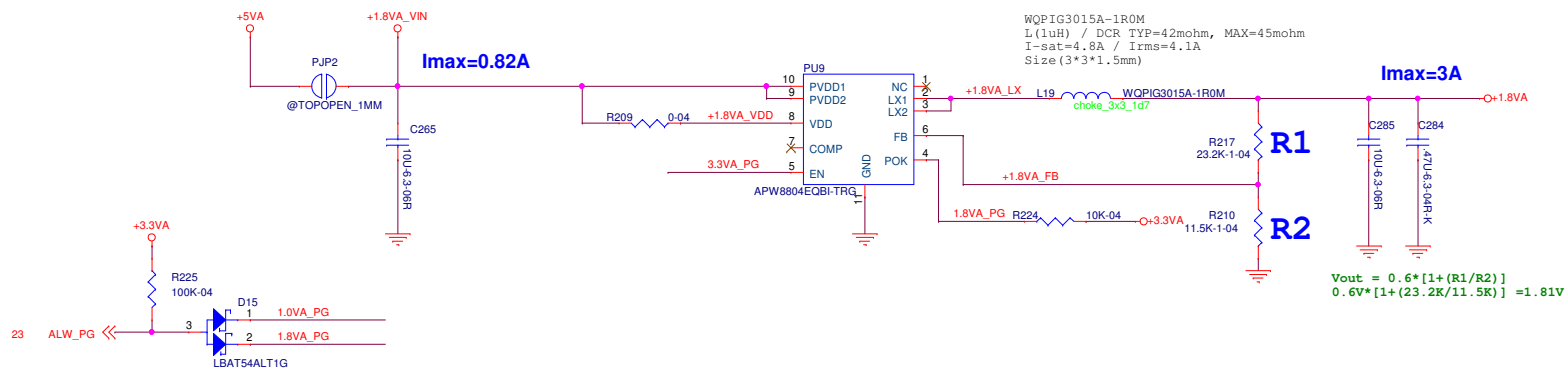 +5VA
+1.8VA_VIN
PJP2
@TOPOPEN_1MM
Imax=0.82A
C265
10U-6.3-06R
R209
0-04
+1.8VA_VDD
3.3VA_PG
PU9
10
PVDD1
9
PVDD2
8
VDD
7
COMP
5
EN
NC
1
LX1
2
LX2
3
FB
6
POK
4
GND
11
APW8804EQBI-TRG
WQPIG3015A-1R0M
L(1uH) / DCR TYP=42mohm, MAX=45mohm
I-sat=4.8A / Irms=4.1A
Size(3*3*1.5mm)
+1.8VA_LX
L19
WQPIG3015A-1R0M
choke_3x3_1d7
Imax=3A
+1.8VA
R217
23.2K-1-04
R1
C285
10U-6.3-06R
C284
.47U-6.3-04R-K
+1.8VA_FB
1.8VA_PG
R224
10K-04
+3.3VA
R210
11.5K-1-04
R2
Vout = 0.6*[1+(R1/R2)]
0.6V*[1+(23.2K/11.5K)] =1.81V
+3.3VA
R225
100K-04
23
ALW_PG
3
D15
1
1.0VA_PG
2
1.8VA_PG
LBAT54ALT1G